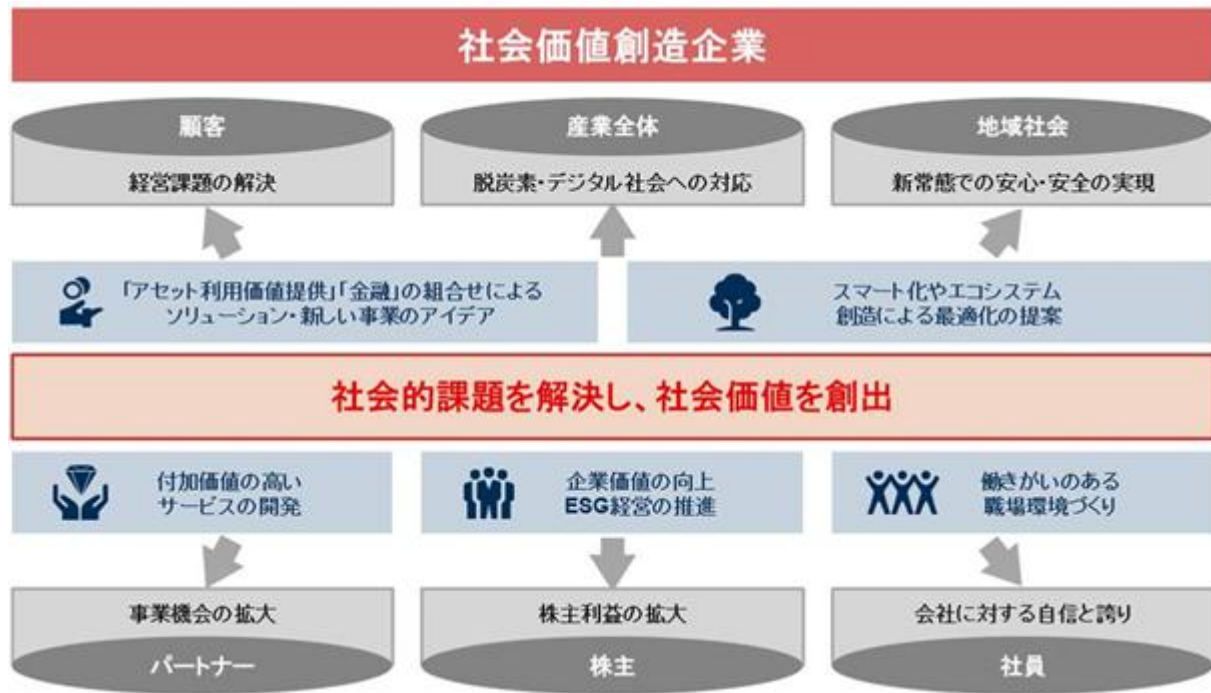 社会価値創造企業
顧客
産業全体
地域社会
経営課題の解決
脱炭素・デジタル社会への対応
新常態での安心・安全の実現
「アセット利用価値提供」「金融」の組合せによる
ソリューション・新しい事業のアイデア
スマート化やエコシステム
創造による最適化の提案
社会的課題を解決し、社会価値を創出
付加価値の高い
サービスの開発
企業価値の向上
ESG経営の推進
働きがいのある
職場環境づくり
事業機会の拡大
株主利益の拡大
会社に対する自信と誇り
パートナー
株主
社員